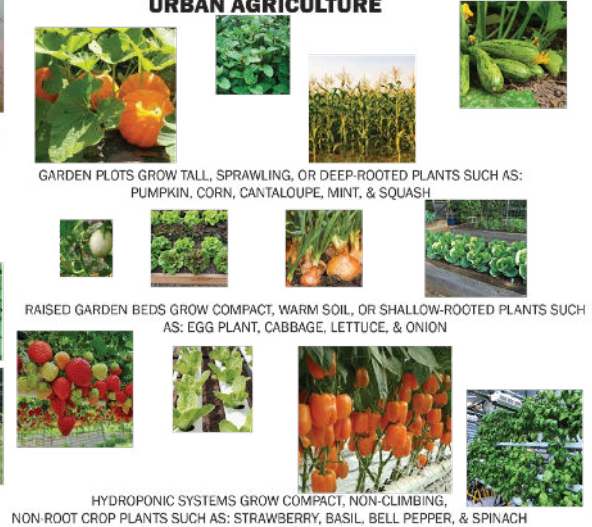 URBAN AGRICULTURE
GARDEN PLOTS GROW TALL, SPRAWLING, OR DEEP-ROOTED PLANTS SUCH AS:
PUMPKIN, CORN, CANTALOUPE, MINT, & SQUASH
RAISED GARDEN BEDS GROW COMPACT, WARM SOIL, OR SHALLOW-ROOTED PLANTS SUCH
AS: EGG PLANT, CABBAGE, LETTUCE, & ONION
HYDROPONIC SYSTEMS GROW COMPACT, NON-CLIMBING,
NON-ROOT CROP PLANTS SUCH AS: STRAWBERRY, BASIL, BELL PEPPER, & SPINACH